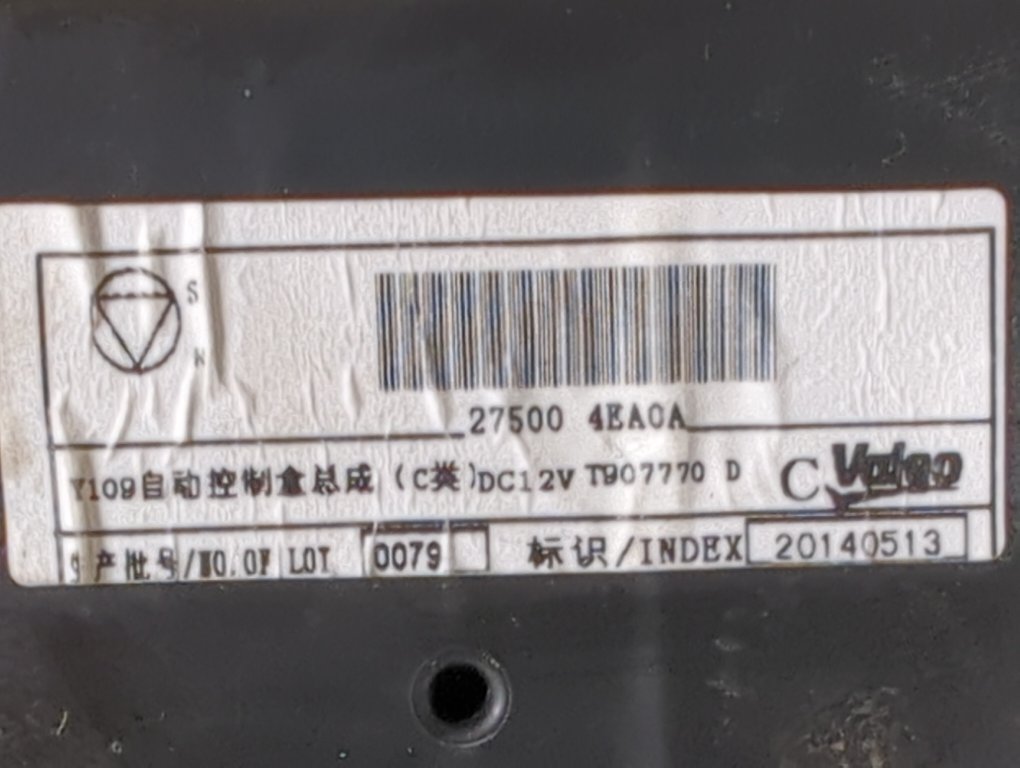 S
N
27500 4EA0A
Y109自动控制盒总成 (C类)DC12V T907770 D C Valeo
生产批号/NO.OF LOT 0079 标识/INDEX 20140513